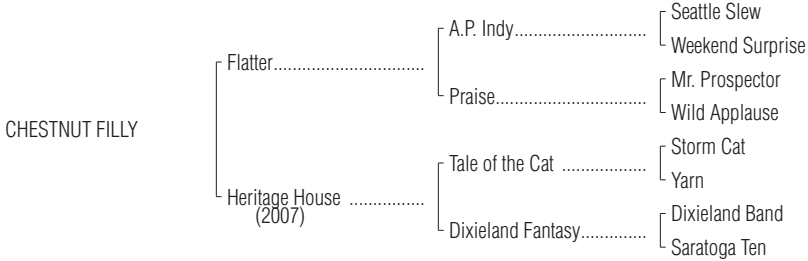 Seattle Slew
A.P. Indy..............................
Weekend Surprise
Flatter..................................
Mr. Prospector
Praise..................................
Wild Applause
CHESTNUT FILLY
Storm Cat
Tale of the Cat ...................
Yarn
Heritage House .................
(2007)
Dixieland Band
Dixieland Fantasy...............
Saratoga Ten